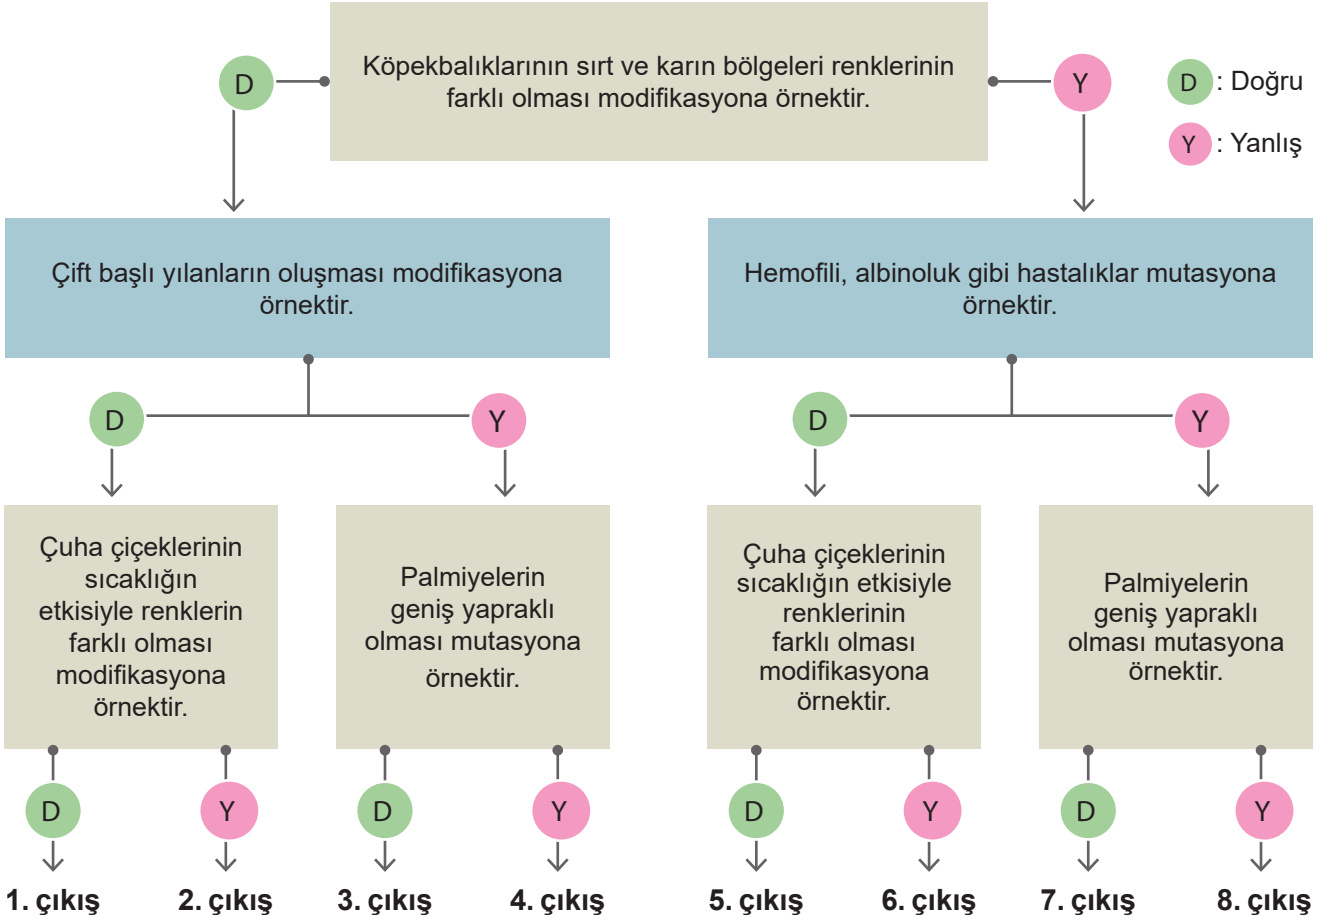 Köpekbalıklarının sırt ve karın bölgeleri renklerinin
farklı olması modifikasyona örnektir.
D
Y
D : Doğru
Y : Yanlış
Çift başlı yılanların oluşması modifikasyona
örnektir.
Hemofili, albinoluk gibi hastalıklar mutasyona
örnektir.
D
Y
D
Y
Çuha çiçeklerinin
sıcaklığın
etkisiyle renklerin
farklı olması
modifikasyona
örnektir.
Palmiyelerin
geniş yapraklı
olması mutasyona
örnektir.
Çuha çiçeklerinin
sıcaklığın etkisiyle
renklerinin
farklı olması
modifikasyona
örnektir.
Palmiyelerin
geniş yapraklı
olması mutasyona
örnektir.
D
Y
D
Y
D
Y
D
Y
1. çıkış
2. çıkış
3. çıkış
4. çıkış
5. çıkış
6. çıkış
7. çıkış
8. çıkış